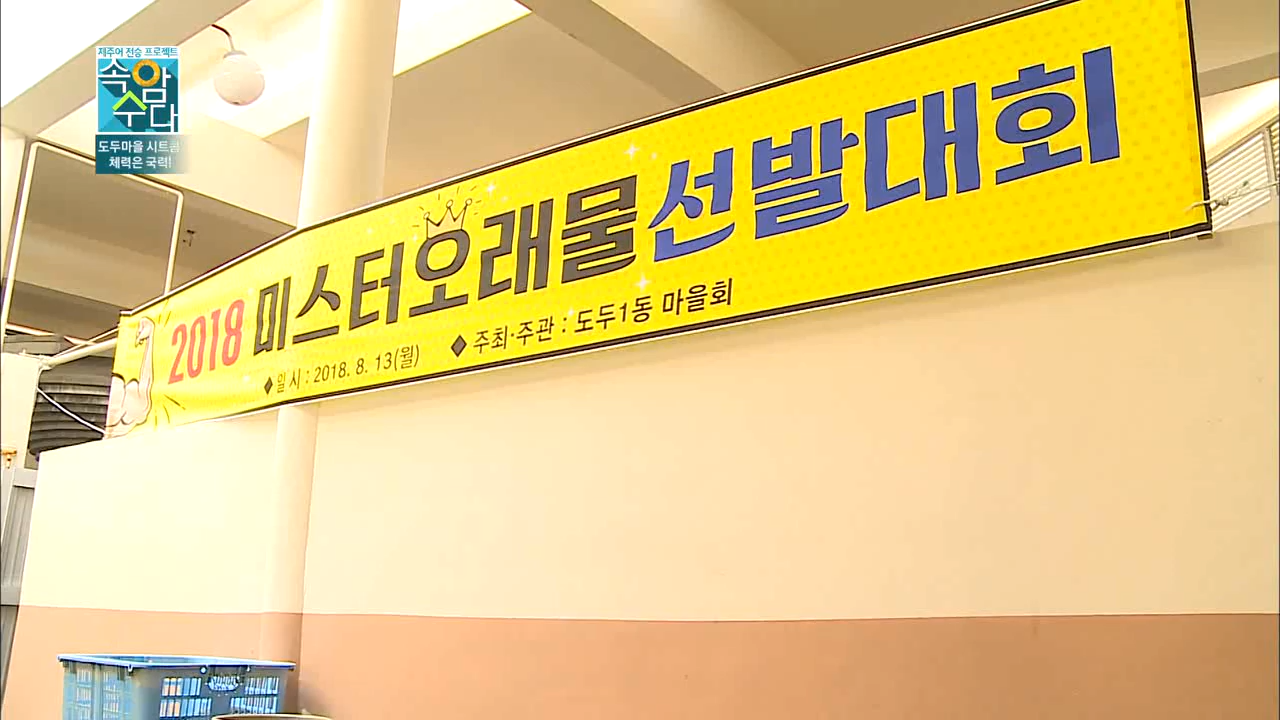 제주어 전승 프로젝트
속암
수다
도두마을 시트콤
체력은 국력!
2018 미스터오래물선발대회
◆일시 : 2018. 8. 13(월) ◆주최·주관 : 도두1동 마을회